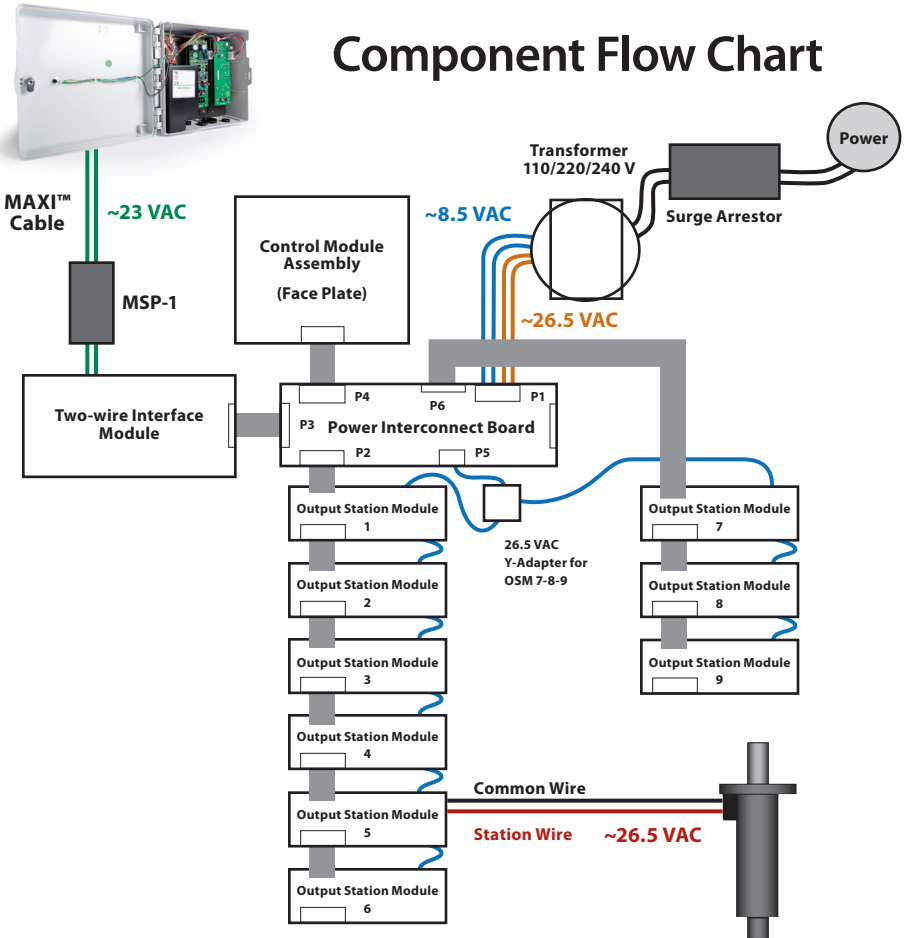 Component Flow Chart
Power
Transformer
110/220/240 V
Surge Arrestor
MAXI™
Cable
~23 VAC
~8.5 VAC
Control Module
Assembly
(Face Plate)
MSP-1
~26.5 VAC
P4
P6
P1
Two-wire Interface
Module
P3
Power Interconnect Board
P2
P5
Output Station Module
1
26.5 VAC
Y-Adapter for
OSM 7-8-9
Output Station Module
7
Output Station Module
2
Output Station Module
8
Output Station Module
3
Output Station Module
9
Output Station Module
4
Common Wire
Output Station Module
5
Station Wire
~26.5 VAC
Output Station Module
6